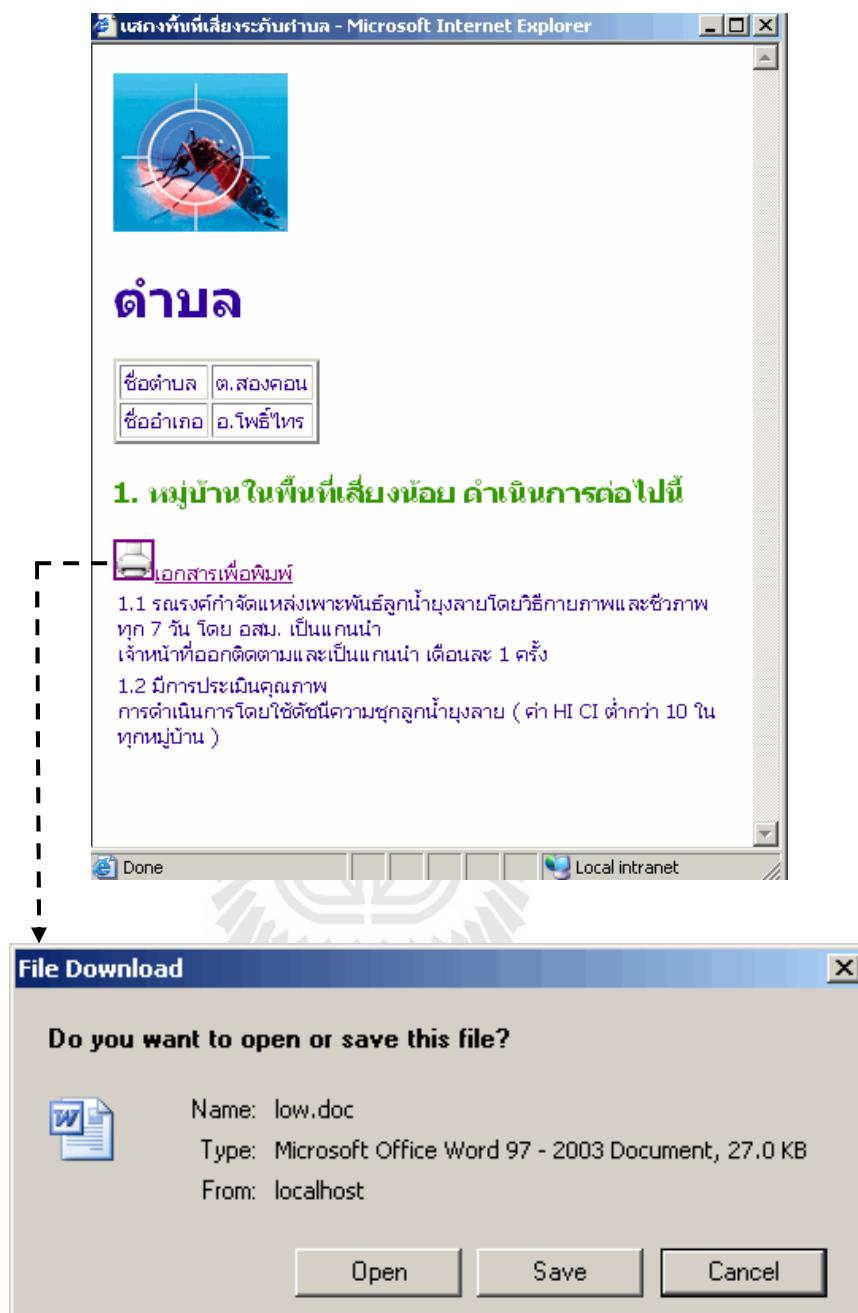 แสดงพื้นที่เสี่ยงระดับตำบล - Microsoft Internet Explorer
ตำบล
ชื่อตำบล ต.สองคอน
ชื่ออำเภอ อ.โพธิ์ไทร
1. หมู่บ้านในพื้นที่เสี่ยงน้อย ดำเนินการต่อไปนี้
เอกสารเพื่อพิมพ์
1.1 รณรงค์กำจัดแหล่งเพาะพันธ์ลูกน้ำยุงลายโดยวิธีกายภาพและชีวภาพ
ทุก 7 วัน โดย อสม. เป็นแกนนำ
เจ้าหน้าที่ออกติดตามและเป็นแกนนำ เดือนละ 1 ครั้ง
1.2 มีการประเมินคุณภาพ
การดำเนินการโดยใช้ดัชนีความชุกลูกน้ำยุงลาย ( ค่า HI CI ต่ำกว่า 10 ใน
ทุกหมู่บ้าน )
Done Local intranet
File Download
Do you want to open or save this file?
Name: low.doc
Type: Microsoft Office Word 97 - 2003 Document, 27.0 KB
From: localhost
Open Save Cancel